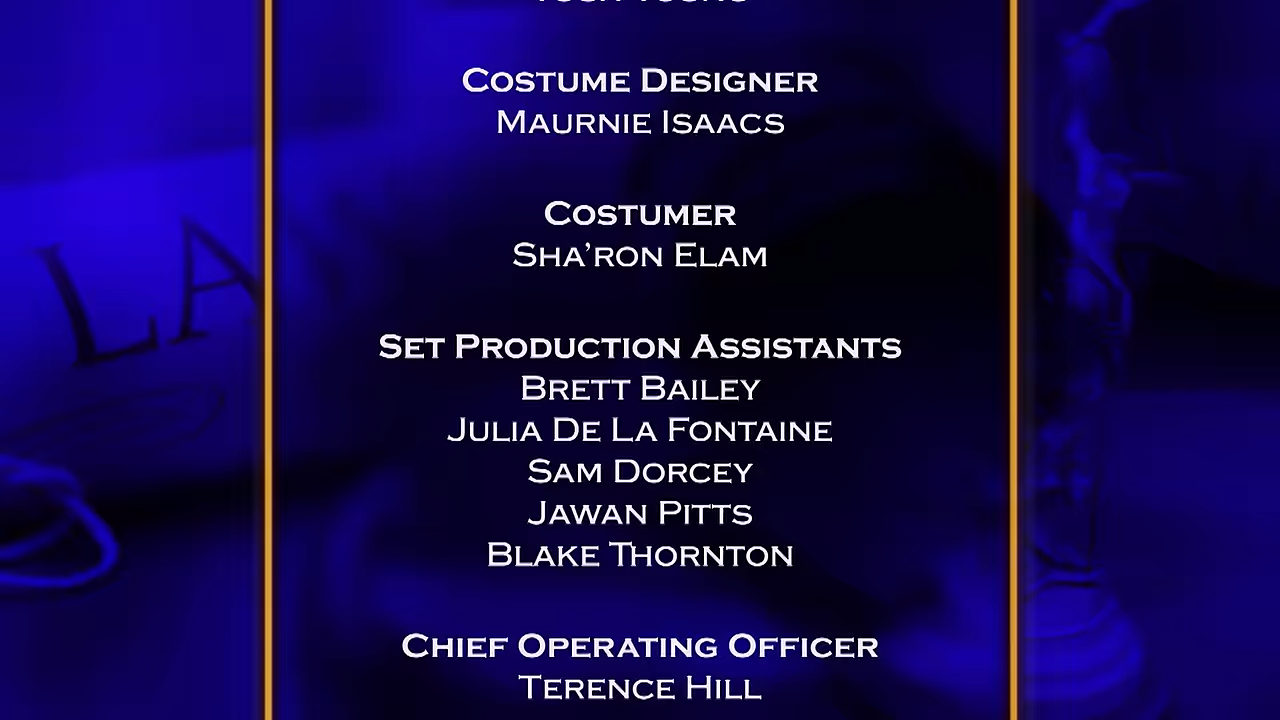 Costume Designer
Maurnie Isaacs
Costumer
Sha’ron Elam
Set Production Assistants
Brett Bailey
Julia De La Fontaine
Sam Dorcey
Jawan Pitts
Blake Thornton
Chief Operating Officer
Terence Hill
LA